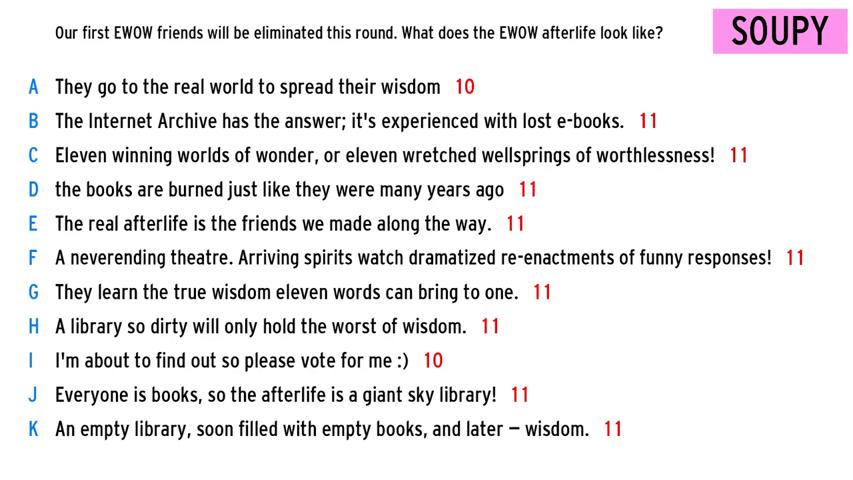 Our first EWOW friends will be eliminated this round. What does the EWOW afterlife look like?
SOUPY
A They go to the real world to spread their wisdom 10
B The Internet Archive has the answer; it's experienced with lost e-books. 11
C Eleven winning worlds of wonder, or eleven wretched wellsprings of worthlessness! 11
D the books are burned just like they were many years ago 11
E The real afterlife is the friends we made along the way. 11
F A neverending theatre. Arriving spirits watch dramatized re-enactments of funny responses! 11
G They learn the true wisdom eleven words can bring to one. 11
H A library so dirty will only hold the worst of wisdom. 11
I I'm about to find out so please vote for me :) 10
J Everyone is books, so the afterlife is a giant sky library! 11
K An empty library, soon filled with empty books, and later – wisdom. 11